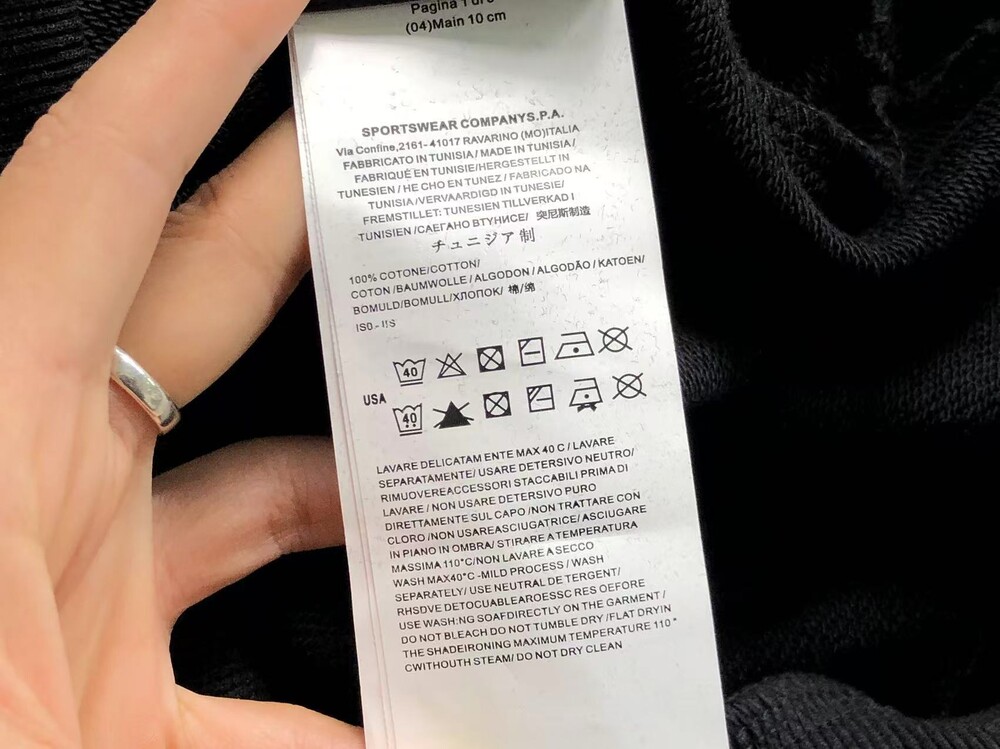 Pagina 1 di
(04)Main 10 cm
SPORTSWEAR COMPANYS.P.A.
Via Confine,2161- 41017 RAVARINO (MO)ITALIA
FABBRICATO IN TUNISIA / MADE IN TUNISIA /
FABRIQUÉ EN TUNISIE/HERGESTELLT IN
TUNESIEN / HE CHO EN TUNEZ / FABRICADO NA
TUNISIA /VERVAARDIGD IN TUNESIE/
FREMSTILLET: TUNESIEN TILLVERKAD I
TUNISIEN /САЕГАНО ВТУНИСЕ/ 突尼斯制造
チュニジア制
100% COTONE/COTTON/
COTON /BAUMWOLLE / ALGODON / ALGODÃO / KATOEN/
BOMULD/BOMULL/ХЛОПОК/ 棉/绵
40
USA
40
LAVARE DELICATAM ENTE MAX 40 C / LAVARE
SEPARATAMENTE/ USARE DETERSIVO NEUTRO/
RIMUOVEREACCESSORI STACCABILI PRIMA DI
LAVARE / NON USARE DETERSIVO PURO
DIRETTAMENTE SUL CAPO /NON TRATTARE CON
CLORO /NON USAREASCIUGATRICE/ ASCIUGARE
IN PIANO IN OMBRA/ STIRARE A TEMPERATURA
MASSIMA 110°C/NON LAVARE A SECCO
WASH MAX40°C -MILD PROCESS / WASH
SEPARATELY/ USE NEUTRAL DE TERGENT/
RHSDVE DETOCUABLEAROESSC RES OEFORE
USE WASH:NG SOAFDIRECTLY ON THE GARMENT /
DO NOT BLEACH DO NOT TUMBLE DRY /FLAT DRYIN
THE SHADEIRONING MAXIMUM TEMPERATURE 110 °
CWITHOUTH STEAM/ DO NOT DRY CLEAN